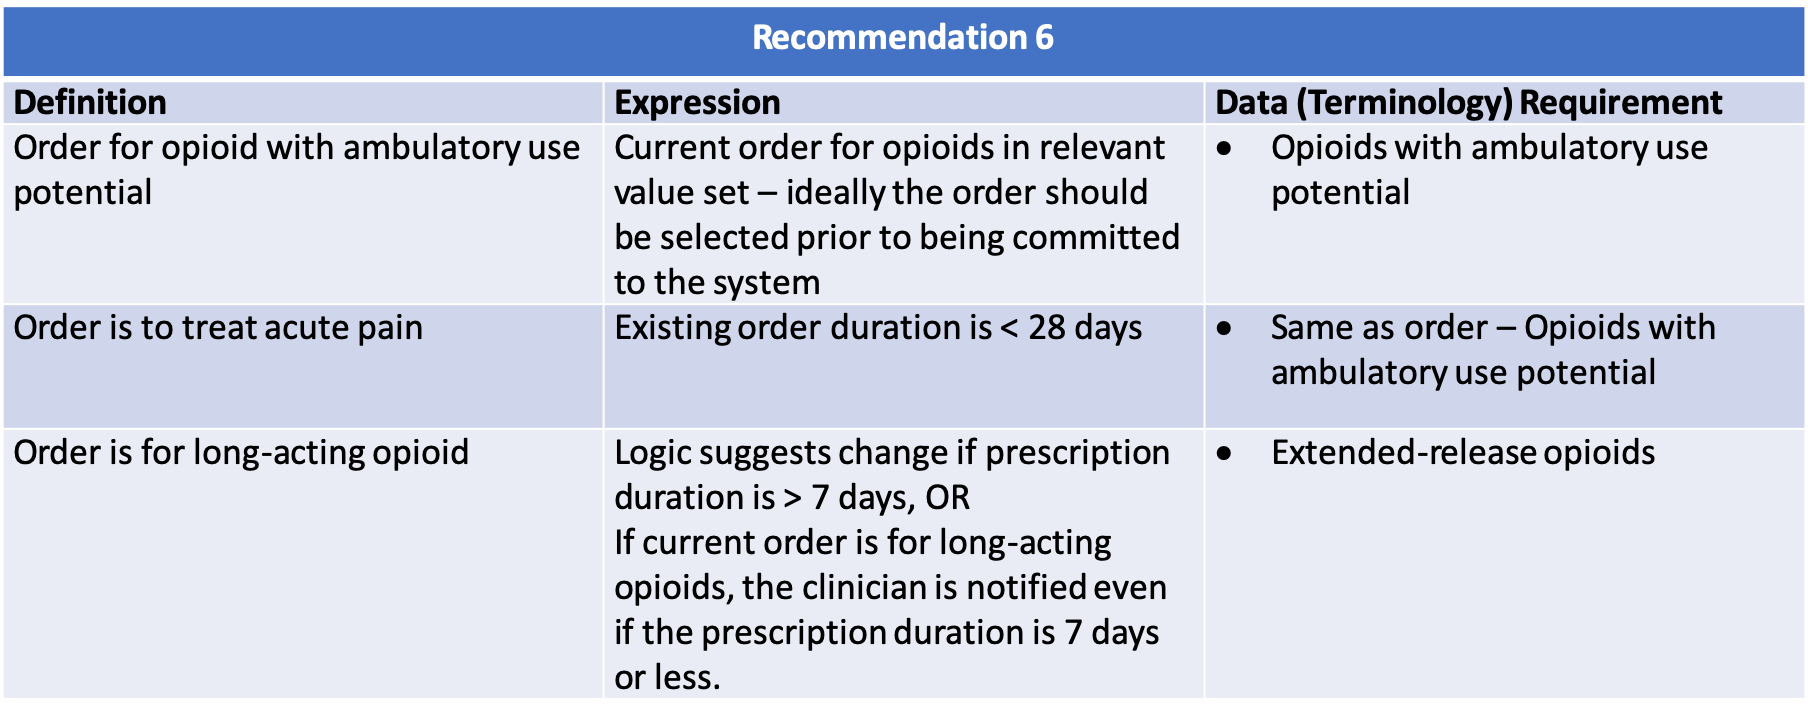 Recommendation 6
Definition
Expression
Data (Terminology) Requirement
Order for opioid with ambulatory use
potential
Current order for opioids in relevant
value set – ideally the order should
be selected prior to being committed
to the system
• Opioids with ambulatory use
potential
Order is to treat acute pain
Existing order duration is < 28 days
• Same as order – Opioids with
ambulatory use potential
Order is for long-acting opioid
Logic suggests change if prescription
duration is > 7 days, OR
If current order is for long-acting
opioids, the clinician is notified even
if the prescription duration is 7 days
or less.
• Extended-release opioids